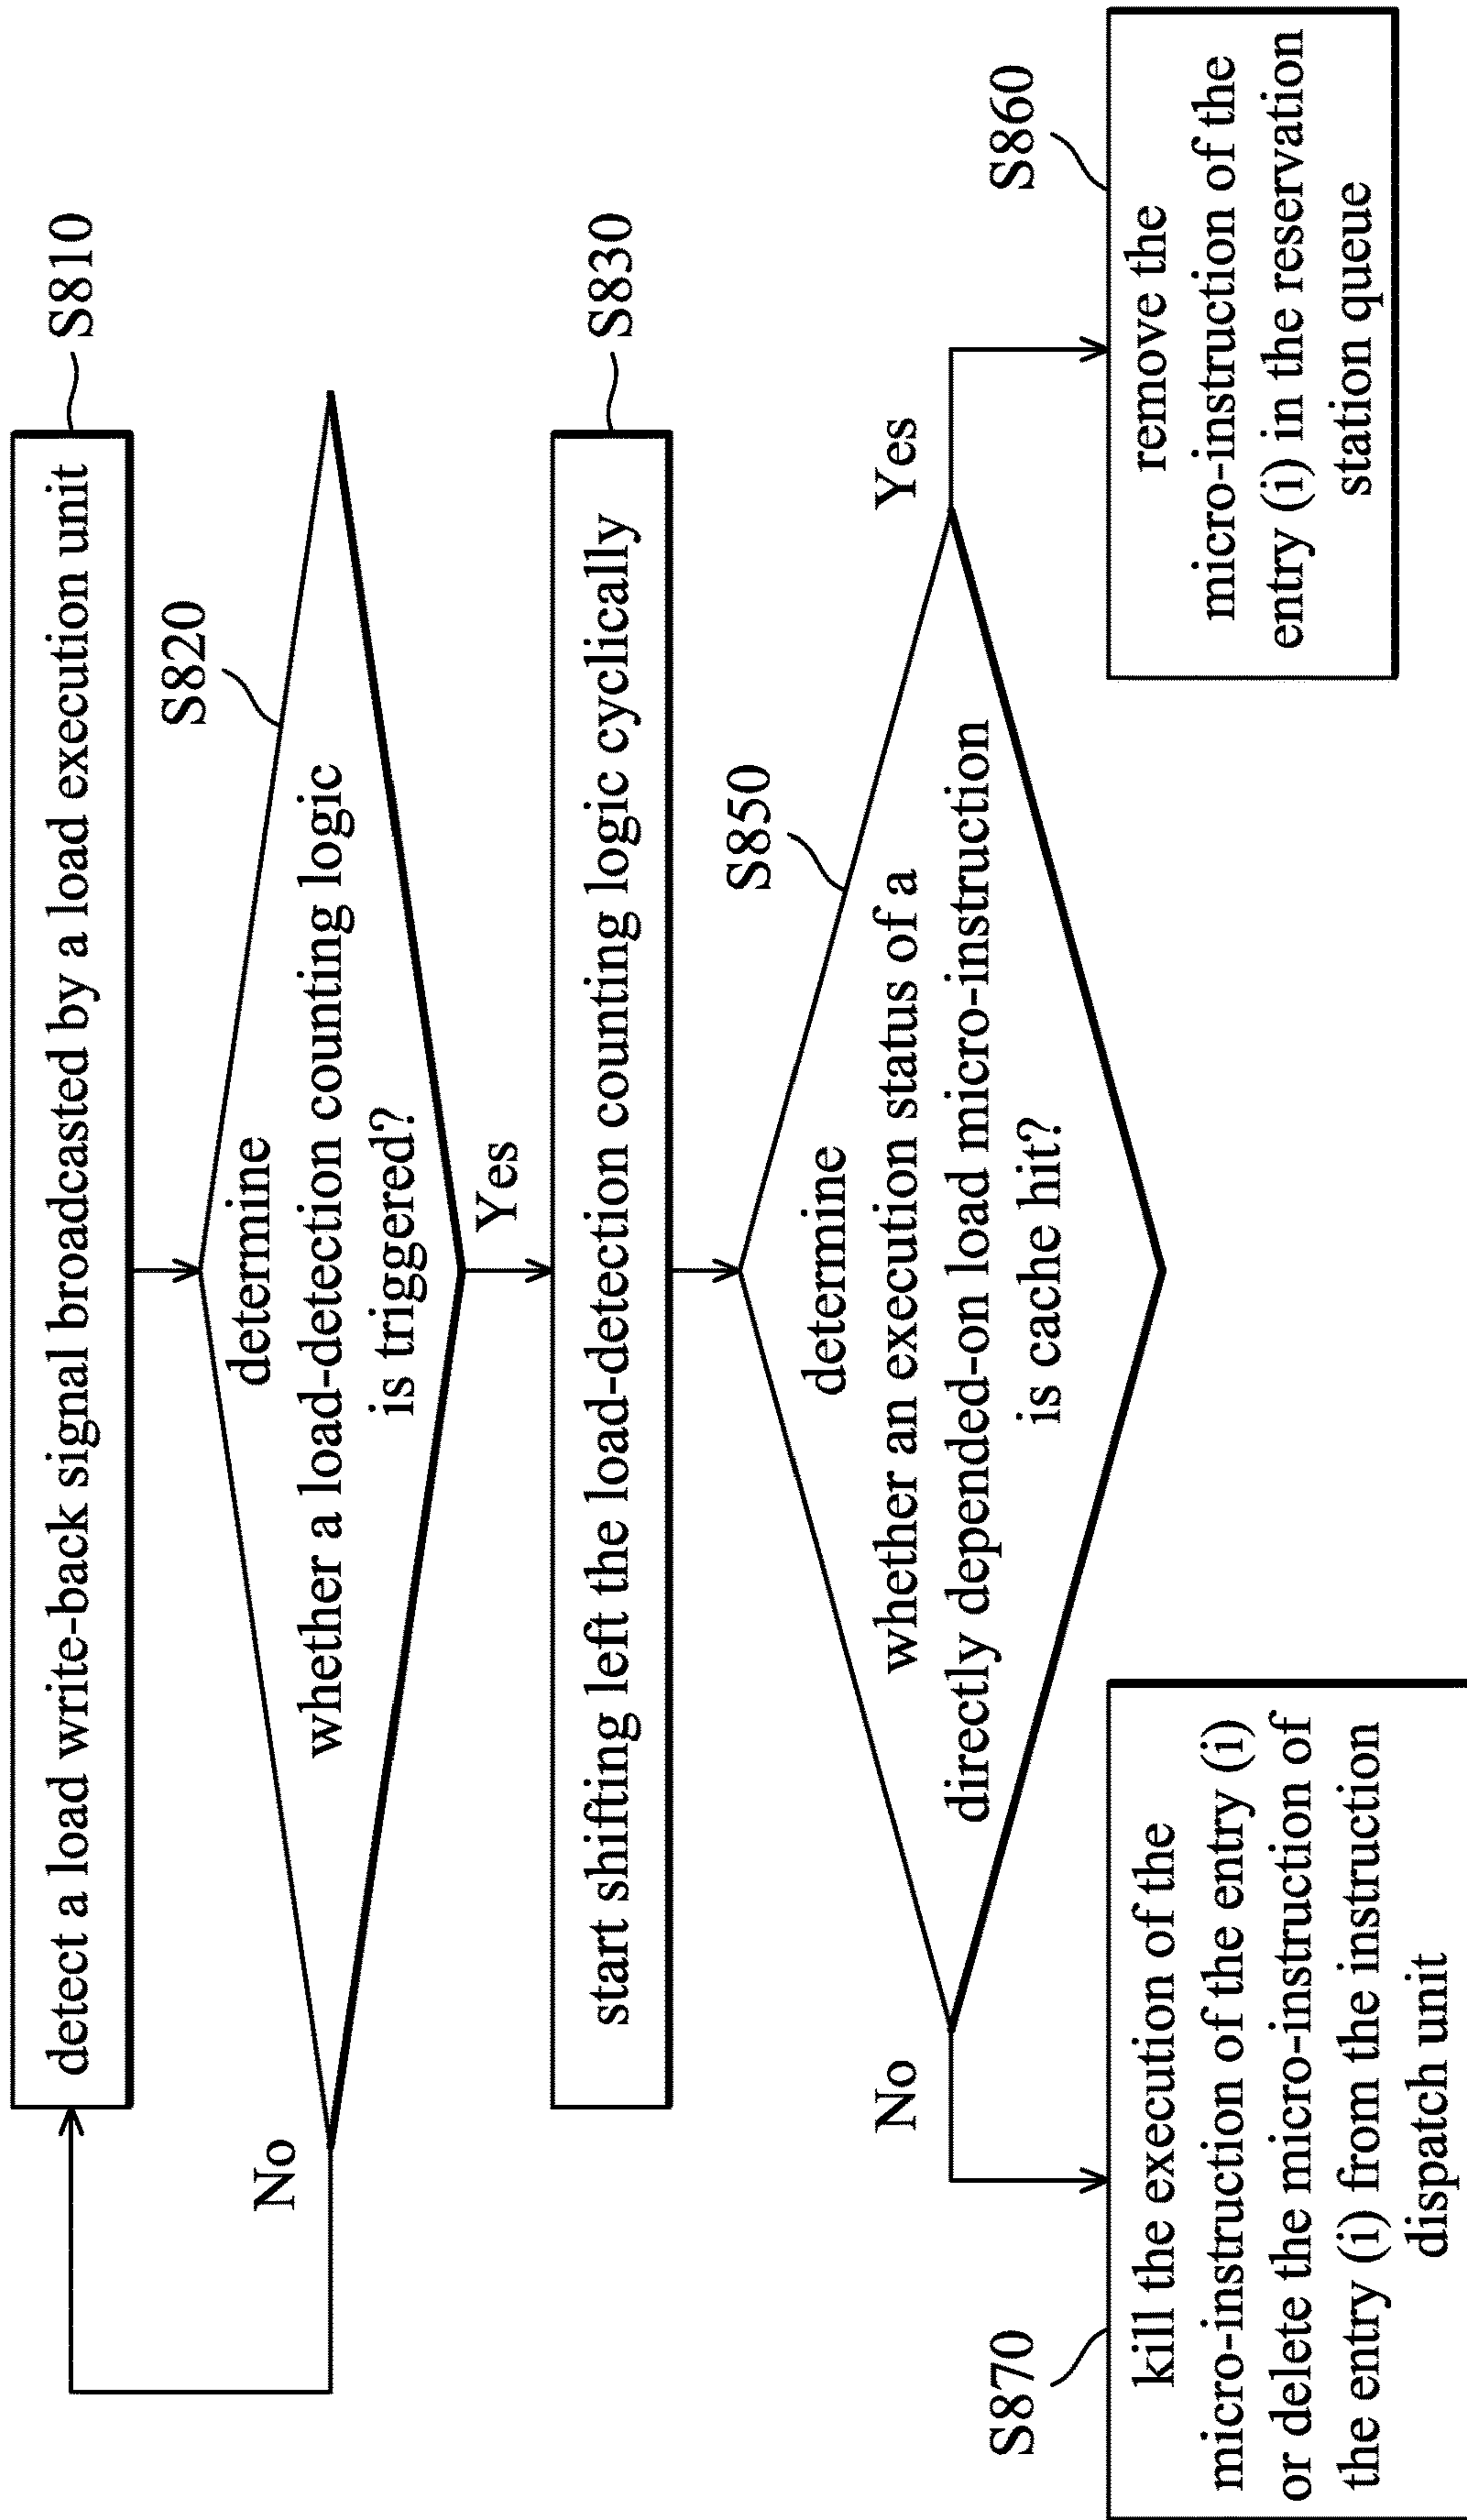 detect a load write-back signal broadcasted by a load execution unit
S810
S820
determine
whether a load-detection counting logic
is triggered?
No
Yes
start shifting left the load-detection counting logic cyclically
S830
S850
determine
whether an execution status of a
directly depended-on load micro-instruction
is cache hit?
No
Yes
S870
kill the execution of the
micro-instruction of the entry (i)
or delete the micro-instruction of
the entry (i) from the instruction
dispatch unit
S860
remove the
micro-instruction of the
entry (i) in the reservation
station queue